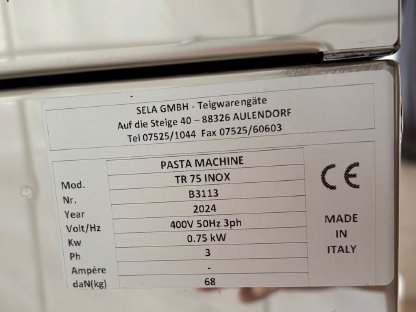 SELA GMBH - Teigwarengäte
Auf die Steige 40 – 88326 AULENDORF
Tel 07525/1044 Fax 07525/60603
PASTA MACHINE
Mod. TR 75 INOX
Nr. B3113
Year 2024
Volt/Hz 400V 50Hz 3ph
Kw 0.75 kW
Ph 3
Ampére -
daN(kg) 68
CE
MADE
IN
ITALY